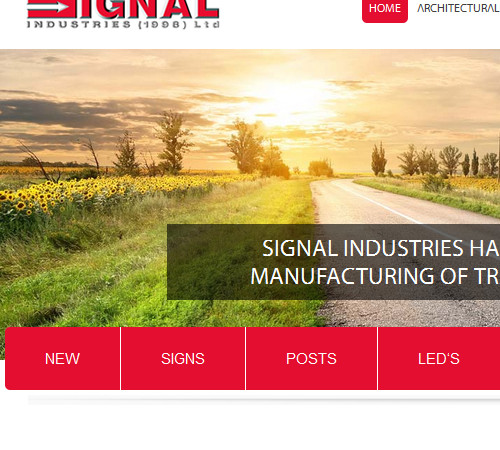 SIGNAL
INDUSTRIES (1998) Ltd
HOME ARCHITECTURAL
SIGNAL INDUSTRIES HA
MANUFACTURING OF TR
NEW SIGNS POSTS LED'S